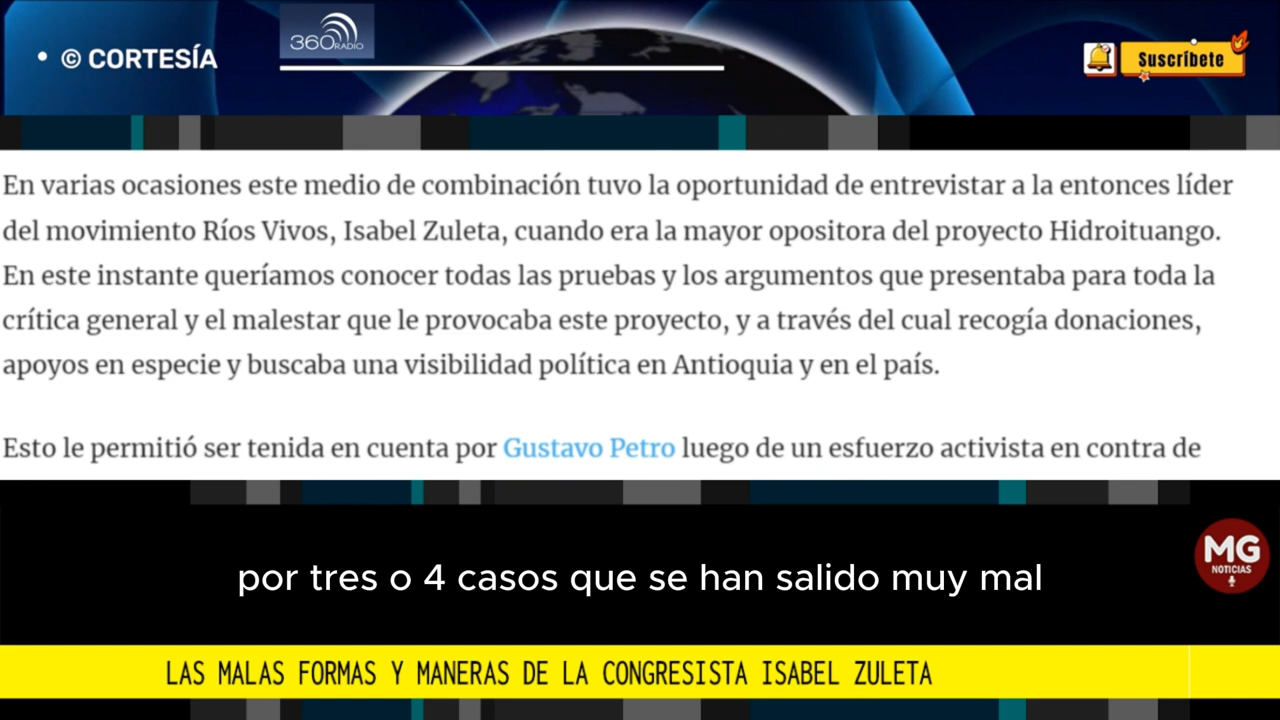 • © CORTESÍA
360 RADIO
Suscríbete
En varias ocasiones este medio de combinación tuvo la oportunidad de entrevistar a la entonces líder
del movimiento Ríos Vivos, Isabel Zuleta, cuando era la mayor opositora del proyecto Hidroituango.
En este instante queríamos conocer todas las pruebas y los argumentos que presentaba para toda la
crítica general y el malestar que le provocaba este proyecto, y a través del cual recogía donaciones,
apoyos en especie y buscaba una visibilidad política en Antioquia y en el país.
Esto le permitió ser tenida en cuenta por Gustavo Petro luego de un esfuerzo activista en contra de
MG
NOTICIAS
por tres o 4 casos que se han salido muy mal
LAS MALAS FORMAS Y MANERAS DE LA CONGRESISTA ISABEL ZULETA